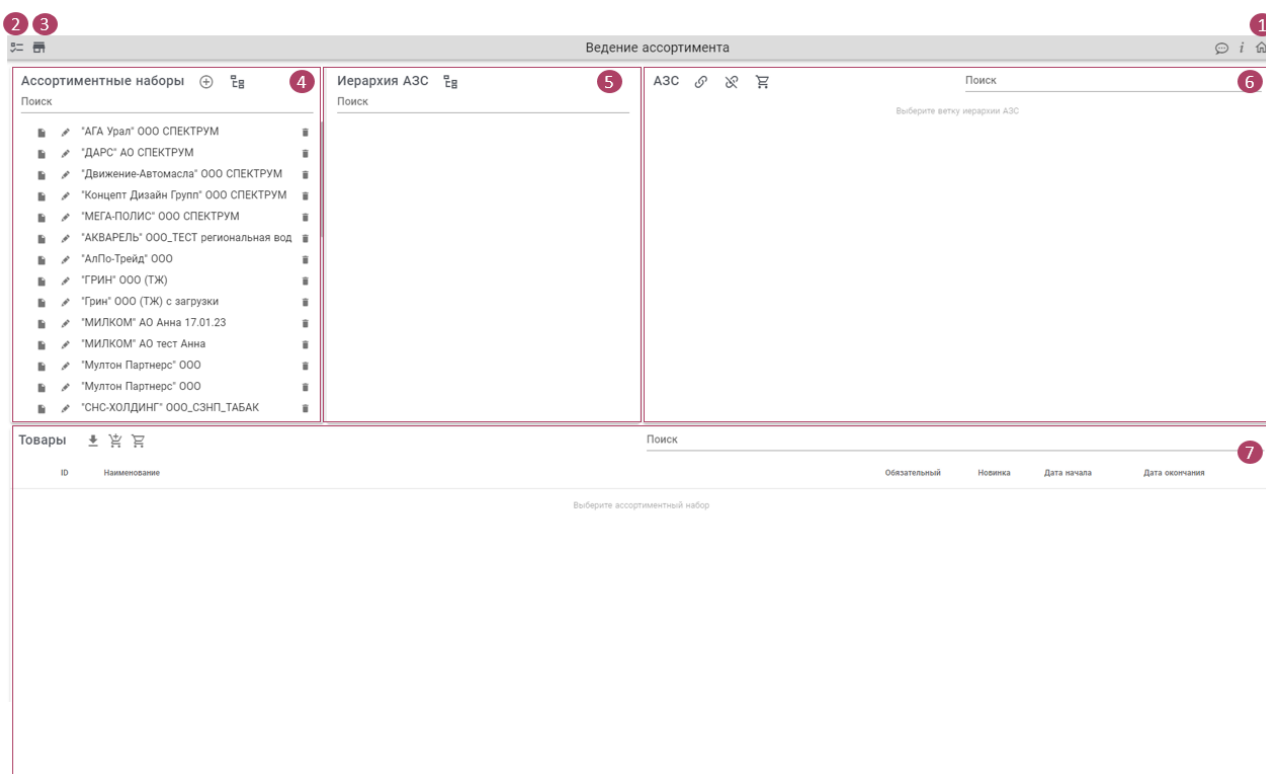 2 3 1
Ведение ассортимента i
Ассортиментные наборы 4
Поиск
"АГА Урал" ООО СПЕКТРУМ
"ДАРС" АО СПЕКТРУМ
"Движение-Автомасла" ООО СПЕКТРУМ
"Концепт Дизайн Групп" ООО СПЕКТРУМ
"МЕГА-ПОЛИС" ООО СПЕКТРУМ
"АКВАРЕЛЬ" ООО_ТЕСТ региональная вод
"АлПо-Трейд" ООО
"ГРИН" ООО (ТЖ)
"Грин" ООО (ТЖ) с загрузки
"МИЛКОМ" АО Анна 17.01.23
"МИЛКОМ" АО тест Анна
"Мултон Партнерс" ООО
"Мултон Партнерс" ООО
"СНС-ХОЛДИНГ" ООО_СЗНП_ТАБАК
Иерархия АЗС 5
Поиск
АЗС Поиск 6
Выберите ветку иерархии АЗС
Товары Поиск 7
ID Наименование Обязательный Новинка Дата начала Дата окончания
Выберите ассортиментный набор